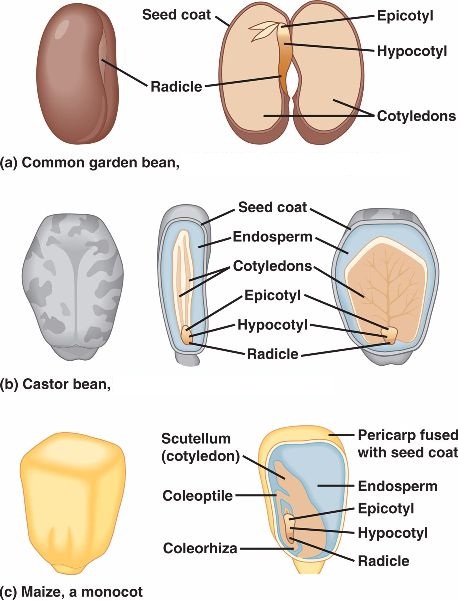 Seed coat
Epicotyl
Hypocotyl
Radicle
Cotyledons
(a) Common garden bean,
Seed coat
Endosperm
Cotyledons
Epicotyl
Hypocotyl
Radicle
(b) Castor bean,
Scutellum
(cotyledon)
Pericarp fused
with seed coat
Coleoptile
Endosperm
Epicotyl
Hypocotyl
Coleorhiza
Radicle
(c) Maize, a monocot